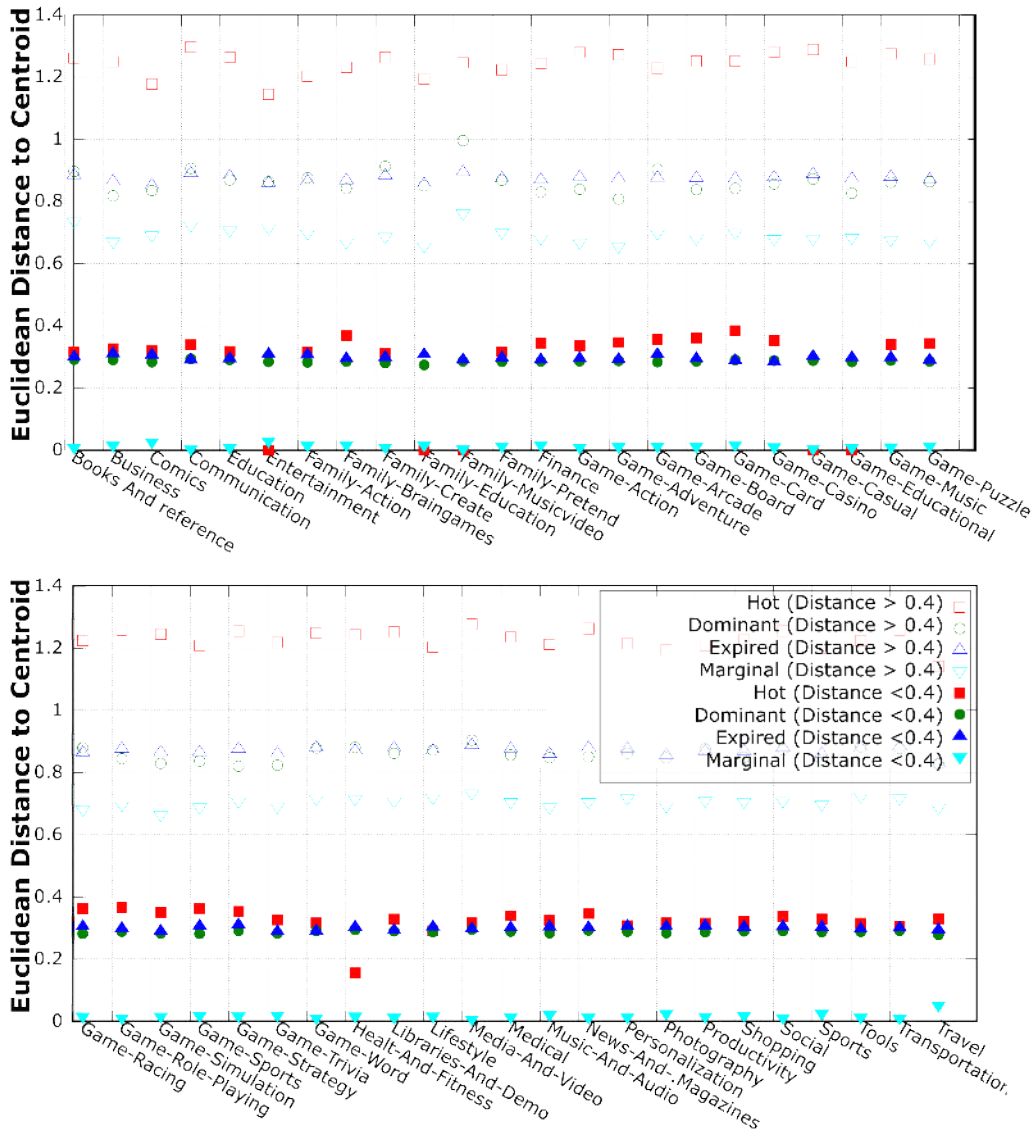 Euclidean Distance to Centroid
1.4
1.2
1
0.8
0.6
0.4
0.2
0
Books And reference
Business
Comics
Communication
Education
Entertainment
Family-Action
Family-Braingames
Family-Create
Family-Education
Family-Musicvideo
Family-Pretend
Finance
Game-Action
Game-Adventure
Game-Arcade
Game-Board
Game-Card
Game-Casino
Game-Casual
Game-Educational
Game-Music
Game-Puzzle
Euclidean Distance to Centroid
1.4
1.2
1
0.8
0.6
0.4
0.2
0
Hot (Distance > 0.4)
Dominant (Distance > 0.4)
Expired (Distance > 0.4)
Marginal (Distance > 0.4)
Hot (Distance <0.4)
Dominant (Distance <0.4)
Expired (Distance <0.4)
Marginal (Distance <0.4)
Game-Racing
Game-Role-Playing
Game-Simulation
Game-Sports
Game-Strategy
Game-Trivia
Game-Word
Healt-And-Fitness
Libraries-And-Demo
Lifestyle
Media-And-Video
Medical
Music-And-Audio
News-And-.Magazines
Personalization
Photography
Productivity
Shopping
Social
Sports
Tools
Transportation
Travel